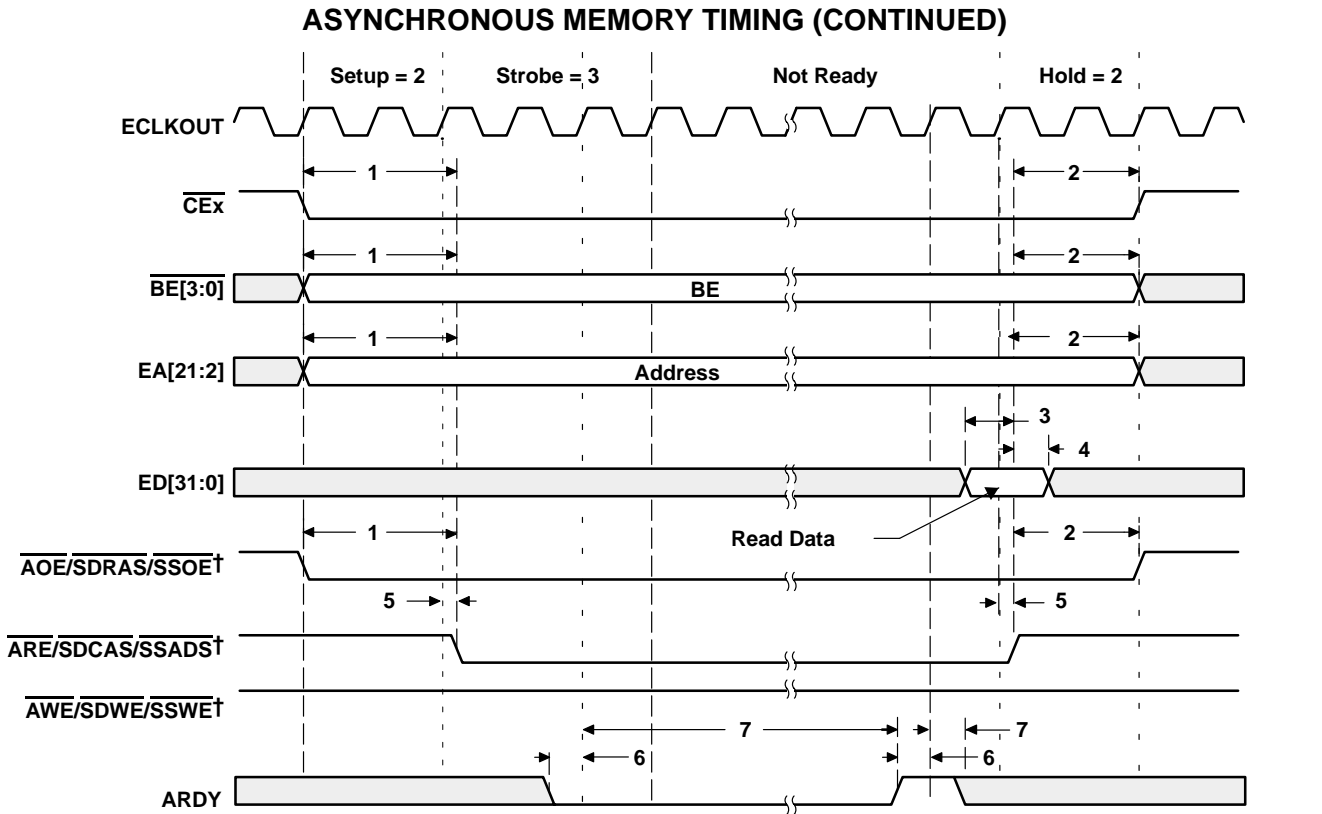 ASYNCHRONOUS MEMORY TIMING (CONTINUED)
Setup = 2 Strobe = 3 Not Ready Hold = 2
ECLKOUT
1 2
CEx
1 2
BE[3:0] BE
1 2
EA[21:2] Address
3
4
ED[31:0]
1 Read Data 2
AOE/SDRAS/SSOE†
5 5
ARE/SDCAS/SSADS†
AWE/SDWE/SSWE†
7 7
6 6
ARDY